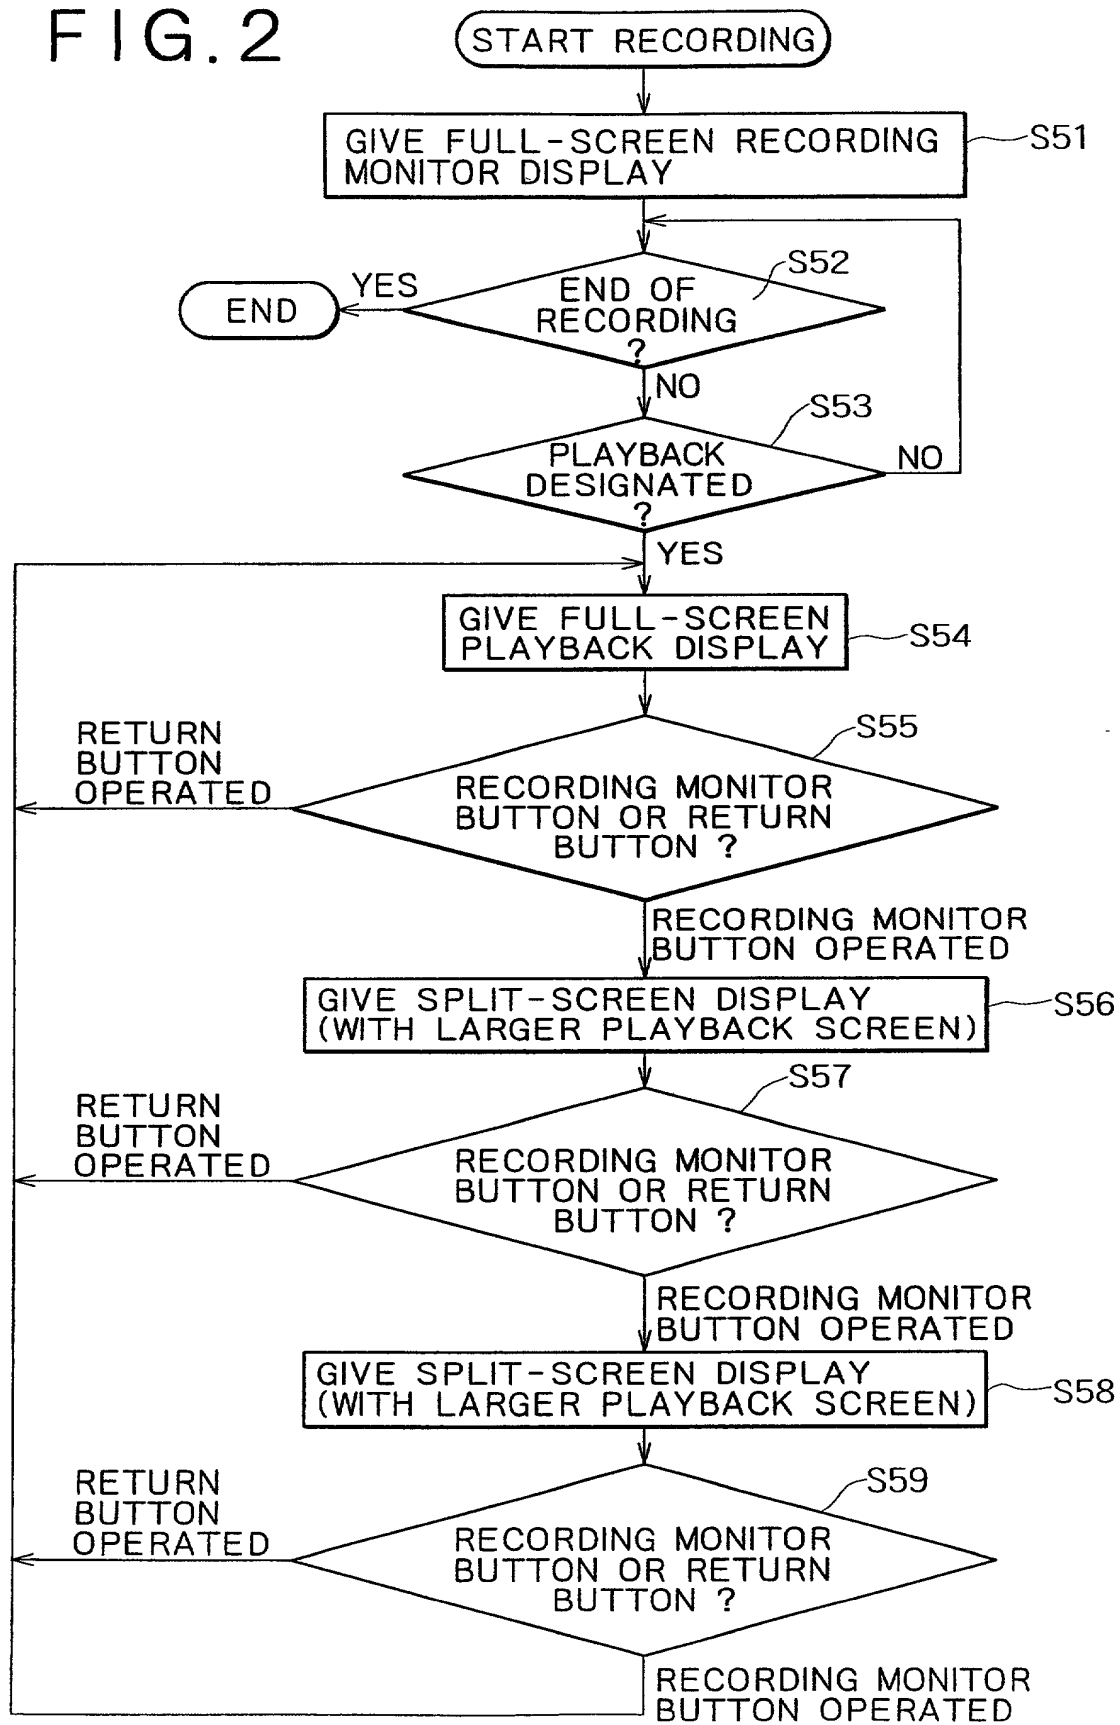 FIG.2
START RECORDING
GIVE FULL-SCREEN RECORDING
MONITOR DISPLAY
S51
S52
END OF
RECORDING
?
YES
END
NO
S53
PLAYBACK
DESIGNATED
?
NO
YES
GIVE FULL-SCREEN
PLAYBACK DISPLAY
S54
S55
RETURN
BUTTON
OPERATED
RECORDING MONITOR
BUTTON OR RETURN
BUTTON ?
RECORDING MONITOR
BUTTON OPERATED
GIVE SPLIT-SCREEN DISPLAY
(WITH LARGER PLAYBACK SCREEN)
S56
S57
RETURN
BUTTON
OPERATED
RECORDING MONITOR
BUTTON OR RETURN
BUTTON ?
RECORDING MONITOR
BUTTON OPERATED
GIVE SPLIT-SCREEN DISPLAY
(WITH LARGER PLAYBACK SCREEN)
S58
S59
RETURN
BUTTON
OPERATED
RECORDING MONITOR
BUTTON OR RETURN
BUTTON ?
RECORDING MONITOR
BUTTON OPERATED